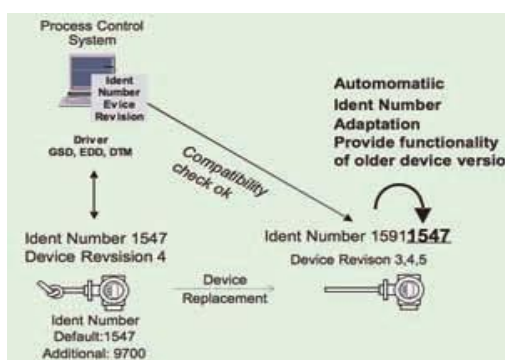 Process Control
System
Ident
Number
Evice
Revision
Driver
GSD, EDD, DTM
Compatibility
check ok
Automomatiic
Ident Number
Adaptation
Provide functionality
of older device versio
Ident Number 1547
Device Revsision 4
Ident Number 15911547
Device Revison 3,4,5
Device
Replacement
Ident Number
Default:1547
Additional: 9700